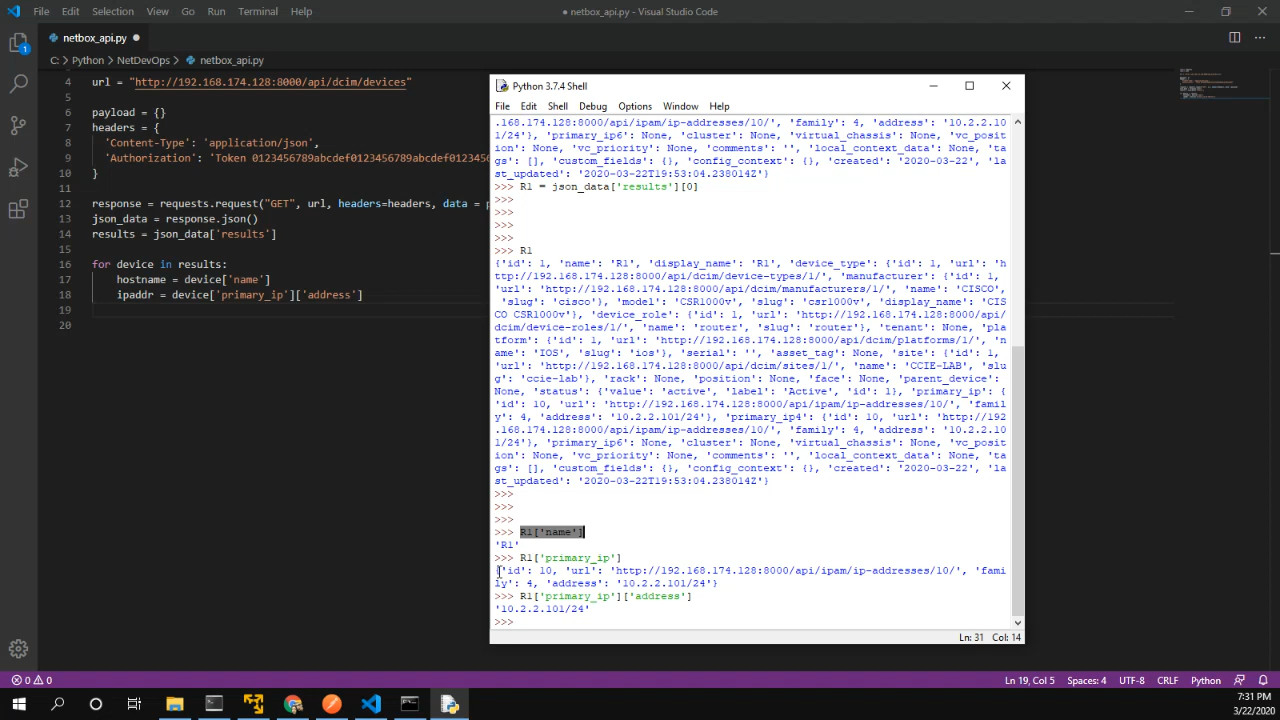 File Edit Selection View Go Run Terminal Help
● netbox_api.py - Visual Studio Code
netbox_api.py ●
C: > Python > NetDevOps > netbox_api.py
4 url = "http://192.168.174.128:8000/api/dcim/devices"
5
6 payload = {}
7 headers = {
8 'Content-Type': 'application/json',
9 'Authorization': 'Token 0123456789abcdef0123456789abcdef0123456
10 }
11
12 response = requests.request("GET", url, headers=headers, data = p
13 json_data = response.json()
14 results = json_data['results']
15
16 for device in results:
17 hostname = device['name']
18 ipaddr = device['primary_ip']['address']
19
20
1
Python 3.7.4 Shell
File Edit Shell Debug Options Window Help
168.174.128:8000/api/ipam/ip-addresses/10/', 'family': 4, 'address': '10.2.2.10
1/24'}, 'primary_ip6': None, 'cluster': None, 'virtual_chassis': None, 'vc_posit
ion': None, 'vc_priority': None, 'comments': '', 'local_context_data': None, 'ta
gs': [], 'custom_fields': {}, 'config_context': {}, 'created': '2020-03-22', 'la
st_updated': '2020-03-22T19:53:04.238014Z'}
>>> R1 = json_data['results'][0]
>>>
>>>
>>>
>>>
>>> R1
{'id': 1, 'name': 'R1', 'display_name': 'R1', 'device_type': {'id': 1, 'url': 'h
ttp://192.168.174.128:8000/api/dcim/device-types/1/', 'manufacturer': {'id': 1,
'url': 'http://192.168.174.128:8000/api/dcim/manufacturers/1/', 'name': 'CISCO',
'slug': 'cisco'}, 'model': 'CSR1000v', 'slug': 'csr1000v', 'display_name': 'CIS
CO CSR1000v'}, 'device_role': {'id': 1, 'url': 'http://192.168.174.128:8000/api/
dcim/device-roles/1/', 'name': 'router', 'slug': 'router'}, 'tenant': None, 'pla
tform': {'id': 1, 'url': 'http://192.168.174.128:8000/api/dcim/platforms/1/', 'n
ame': 'IOS', 'slug': 'ios'}, 'serial': '', 'asset_tag': None, 'site': {'id': 1,
'url': 'http://192.168.174.128:8000/api/dcim/sites/1/', 'name': 'CCIE-LAB', 'slu
g': 'ccie-lab'}, 'rack': None, 'position': None, 'face': None, 'parent_device':
None, 'status': {'value': 'active', 'label': 'Active', 'id': 1}, 'primary_ip': {
'id': 10, 'url': 'http://192.168.174.128:8000/api/ipam/ip-addresses/10/', 'famil
y': 4, 'address': '10.2.2.101/24'}, 'primary_ip4': {'id': 10, 'url': 'http://192
.168.174.128:8000/api/ipam/ip-addresses/10/', 'family': 4, 'address': '10.2.2.10
1/24'}, 'primary_ip6': None, 'cluster': None, 'virtual_chassis': None, 'vc_posit
ion': None, 'vc_priority': None, 'comments': '', 'local_context_data': None, 'ta
gs': [], 'custom_fields': {}, 'config_context': {}, 'created': '2020-03-22', 'la
st_updated': '2020-03-22T19:53:04.238014Z'}
>>>
>>>
>>>
>>> R1['name']
'R1'
>>> R1['primary_ip']
{'id': 10, 'url': 'http://192.168.174.128:8000/api/ipam/ip-addresses/10/', 'fami
ly': 4, 'address': '10.2.2.101/24'}
>>> R1['primary_ip']['address']
'10.2.2.101/24'
>>>
Ln: 31 Col: 14
0 0
Ln 19, Col 5 Spaces: 4 UTF-8 CRLF Python
7:31 PM
3/22/2020